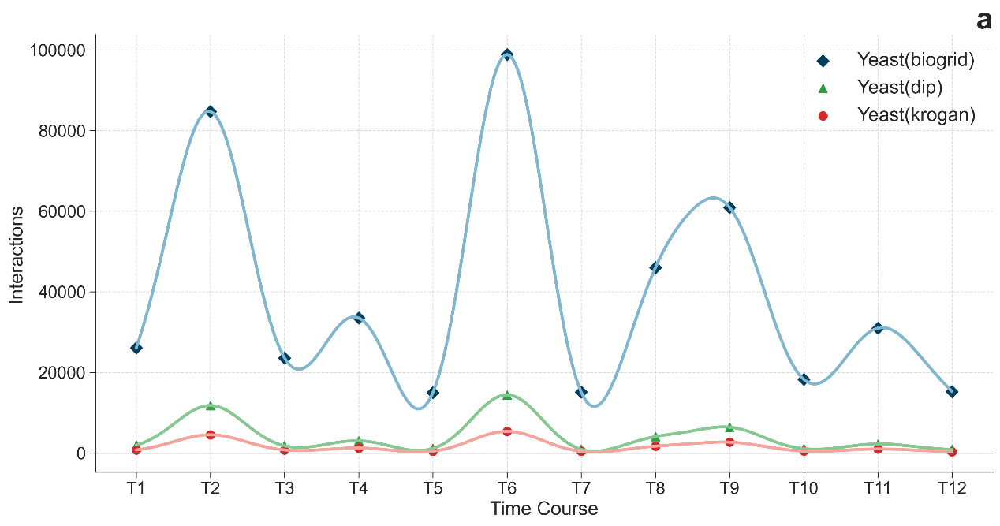 a
Yeast(biogrid)
Yeast(dip)
Yeast(krogan)
Interactions
100000
80000
60000
40000
20000
0
T1 T2 T3 T4 T5 T6 T7 T8 T9 T10 T11 T12
Time Course